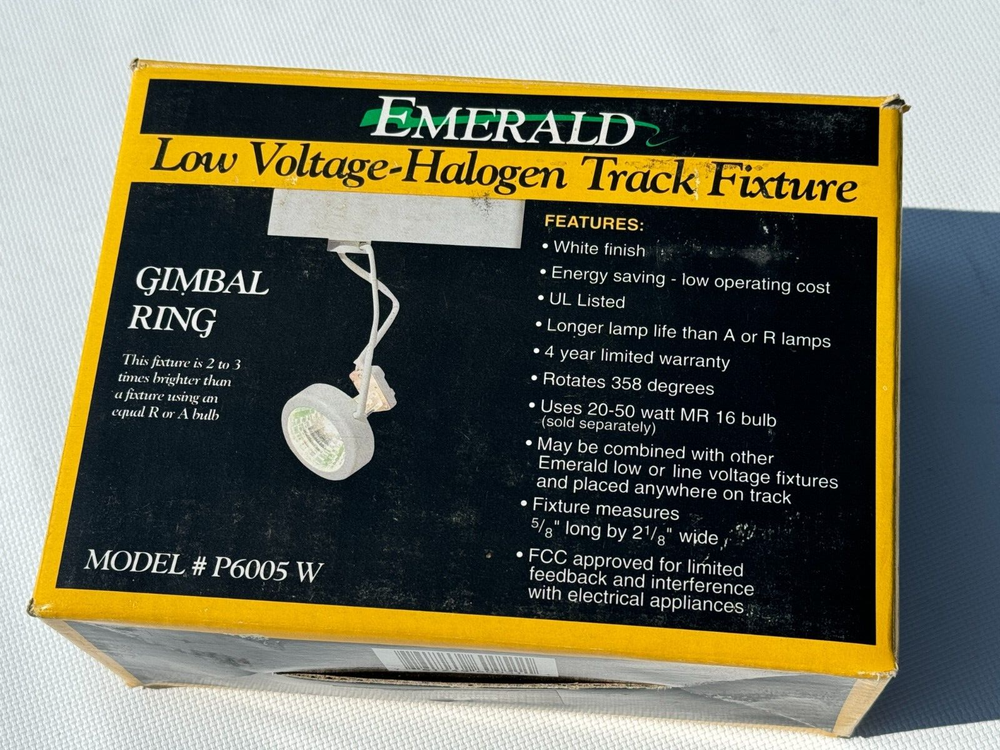 EMERALD
Low Voltage-Halogen Track Fixture
GIMBAL
RING
This fixture is 2 to 3
times brighter than
a fixture using an
equal R or A bulb
MODEL # P6005 W
FEATURES:
• White finish
• Energy saving - low operating cost
• UL Listed
• Longer lamp life than A or R lamps
• 4 year limited warranty
• Rotates 358 degrees
• Uses 20-50 watt MR 16 bulb
(sold separately)
• May be combined with other
Emerald low or line voltage fixtures
and placed anywhere on track
• Fixture measures
5/8" long by 21/8" wide
• FCC approved for limited
feedback and interference
with electrical appliances